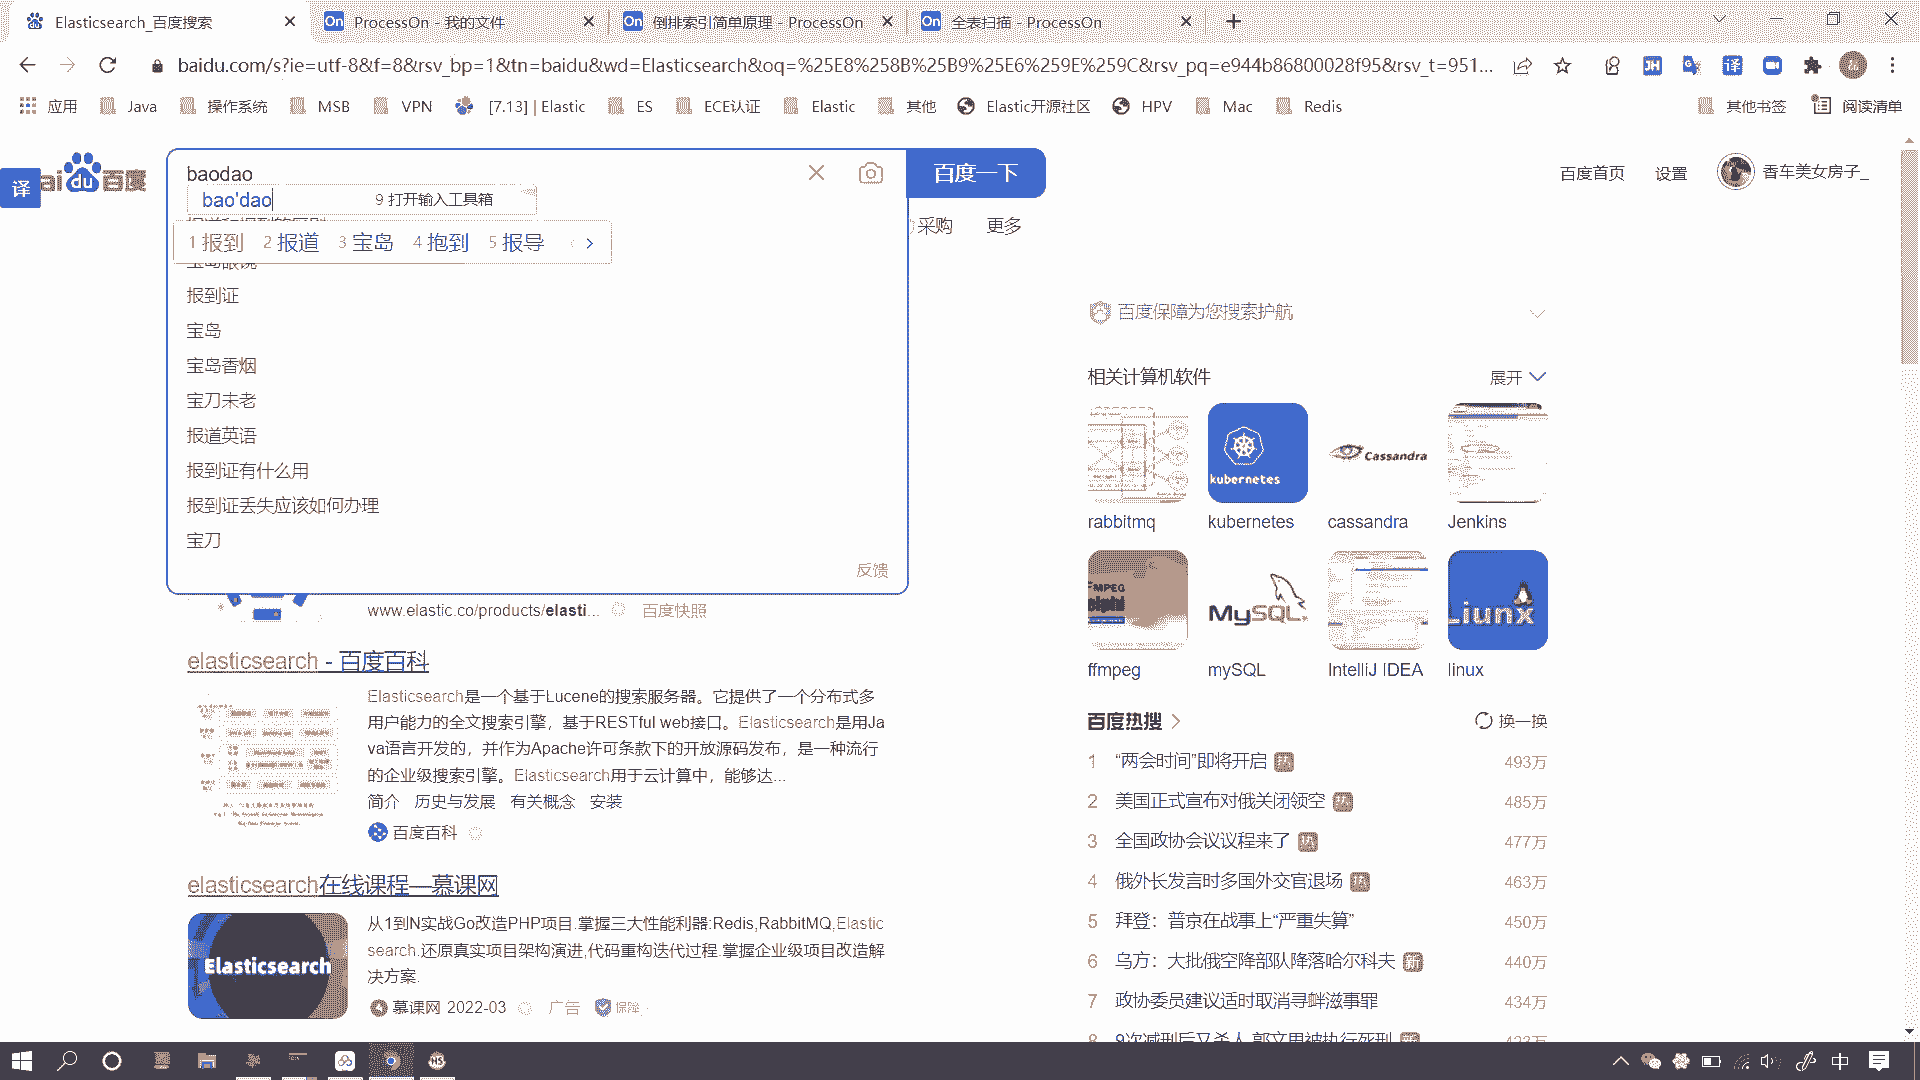 Elasticsearch_百度搜索
ProcessOn - 我的文件
倒排索引简单原理 - ProcessOn
全表扫描 - ProcessOn
baidu.com/s?ie=utf-8&f=8&rsv_bp=1&tn=baidu&wd=Elasticsearch&oq=%25E8%258B%25B9%25E6%259E%259C&rsv_pq=e944b86800028f95&rsv_t=951...
应用 Java 操作系统 MSB VPN [7.13] | Elastic ES ECE认证 Elastic 其他 Elastic开源社区 HPV Mac Redis 其他书签 阅读清单
译
Bai du 百度
baodao
百度一下
百度首页 设置 香车美女房子_
bao'dao 9 打开输入工具箱
1 报到 2 报道 3 宝岛 4 抱到 5 报导
采购 更多
宝岛眼镜
报到证
宝岛
宝岛香烟
宝刀未老
报道英语
报到证有什么用
报到证丢失应该如何办理
宝刀
反馈
www.elastic.co/products/elasti... 百度快照
elasticsearch - 百度百科
Elasticsearch是一个基于Lucene的搜索服务器。它提供了一个分布式多
用户能力的全文搜索引擎，基于RESTful web接口。Elasticsearch是用Ja
va语言开发的，并作为Apache许可条款下的开放源码发布，是一种流行
的企业级搜索引擎。Elasticsearch用于云计算中，能够达...
简介 历史与发展 有关概念 安装
百度百科
elasticsearch在线课程—慕课网
Elasticsearch
从1到N实战Go改造PHP项目.掌握三大性能利器:Redis,RabbitMQ,Elastic
search.还原真实项目架构演进,代码重构迭代过程.掌握企业级项目改造解
决方案.
慕课网 2022-03 广告 保障
百度保障为您搜索护航
相关计算机软件 展开
kubernetes
Cassandra
rabbitmq kubernetes cassandra Jenkins
MySQL
Liunx
ffmpeg mySQL IntelliJ IDEA linux
百度热搜 换一换
1 “两会时间”即将开启 热 493万
2 美国正式宣布对俄关闭领空 热 485万
3 全国政协会议议程来了 热 477万
4 俄外长发言时多国外交官退场 热 463万
5 拜登：普京在战事上“严重失算” 450万
6 乌方：大批俄空降部队降落哈尔科夫 新 440万
7 政协委员建议适时取消寻衅滋事罪 434万
中